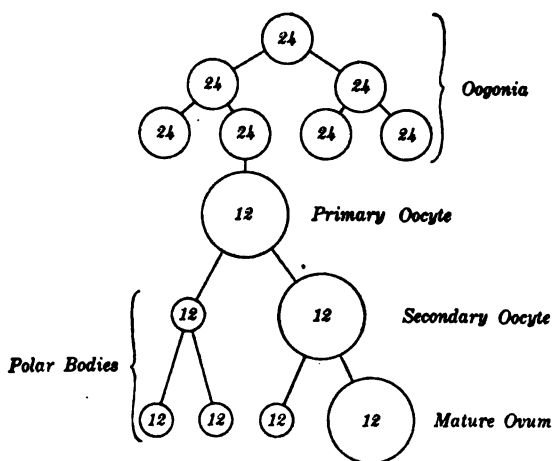 24
24 24
Oogonia
24 24 24 24
12 Primary Oocyte
12 12 Secondary Oocyte
Polar Bodies
12 12 12 12 Mature Ovum